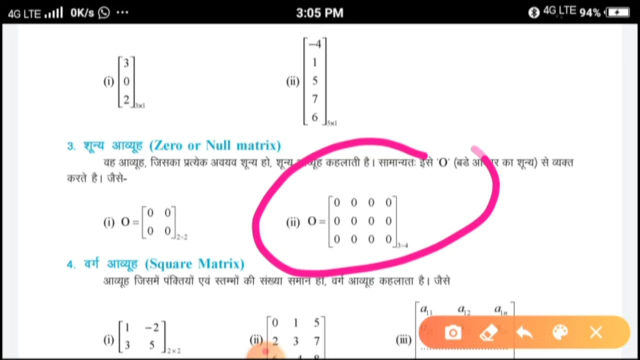 4G LTE 0K/s ... 3:05 PM 4G LTE 94%
(i) [3 0 2]3×1 (ii) [-4 1 5 7 6]5×1
3. शून्य आव्यूह (Zero or Null matrix)
वह आव्यूह, जिसका प्रत्येक अवयव शून्य हो, शून्य कहलाती है। सामान्यतः इसे 'O' (बडे का शून्य) से व्यक्त
करते है। जैसे-
(i) O = [0 0 0 0]2×2 (ii) O = [0 0 0 0 0 0 0 0 0 0 0 0]3×4
4. वर्ग आव्यूह (Square Matrix)
आव्यूह जिसमें पंक्तियों एवं स्तम्भों की संख्या समान हो, वर्ग आव्यूह कहलाता है। जैसे
(i) [1 -2 3 5]2×2 (ii) [0 1 5 2 3 7 (iii) [a11 a12 a1n